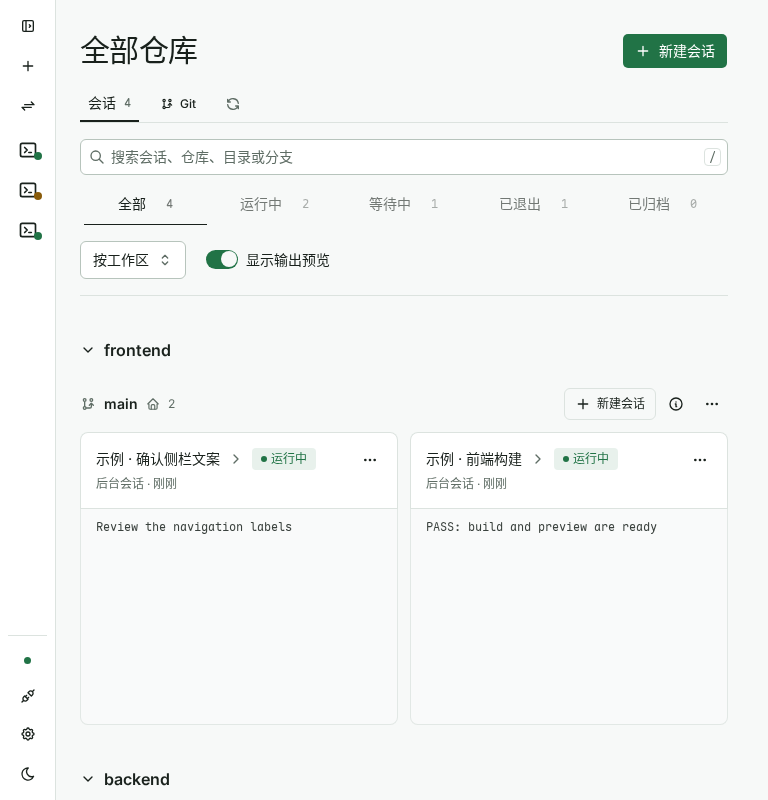 全部仓库
新建会话
会话 4 Git
搜索会话、仓库、目录或分支 /
全部 4 运行中 2 等待中 1 已退出 1 已归档 0
按工作区 显示输出预览
frontend
main 2 新建会话
示例 · 确认侧栏文案 运行中
后台会话 · 刚刚
Review the navigation labels
示例 · 前端构建 运行中
后台会话 · 刚刚
PASS: build and preview are ready
backend